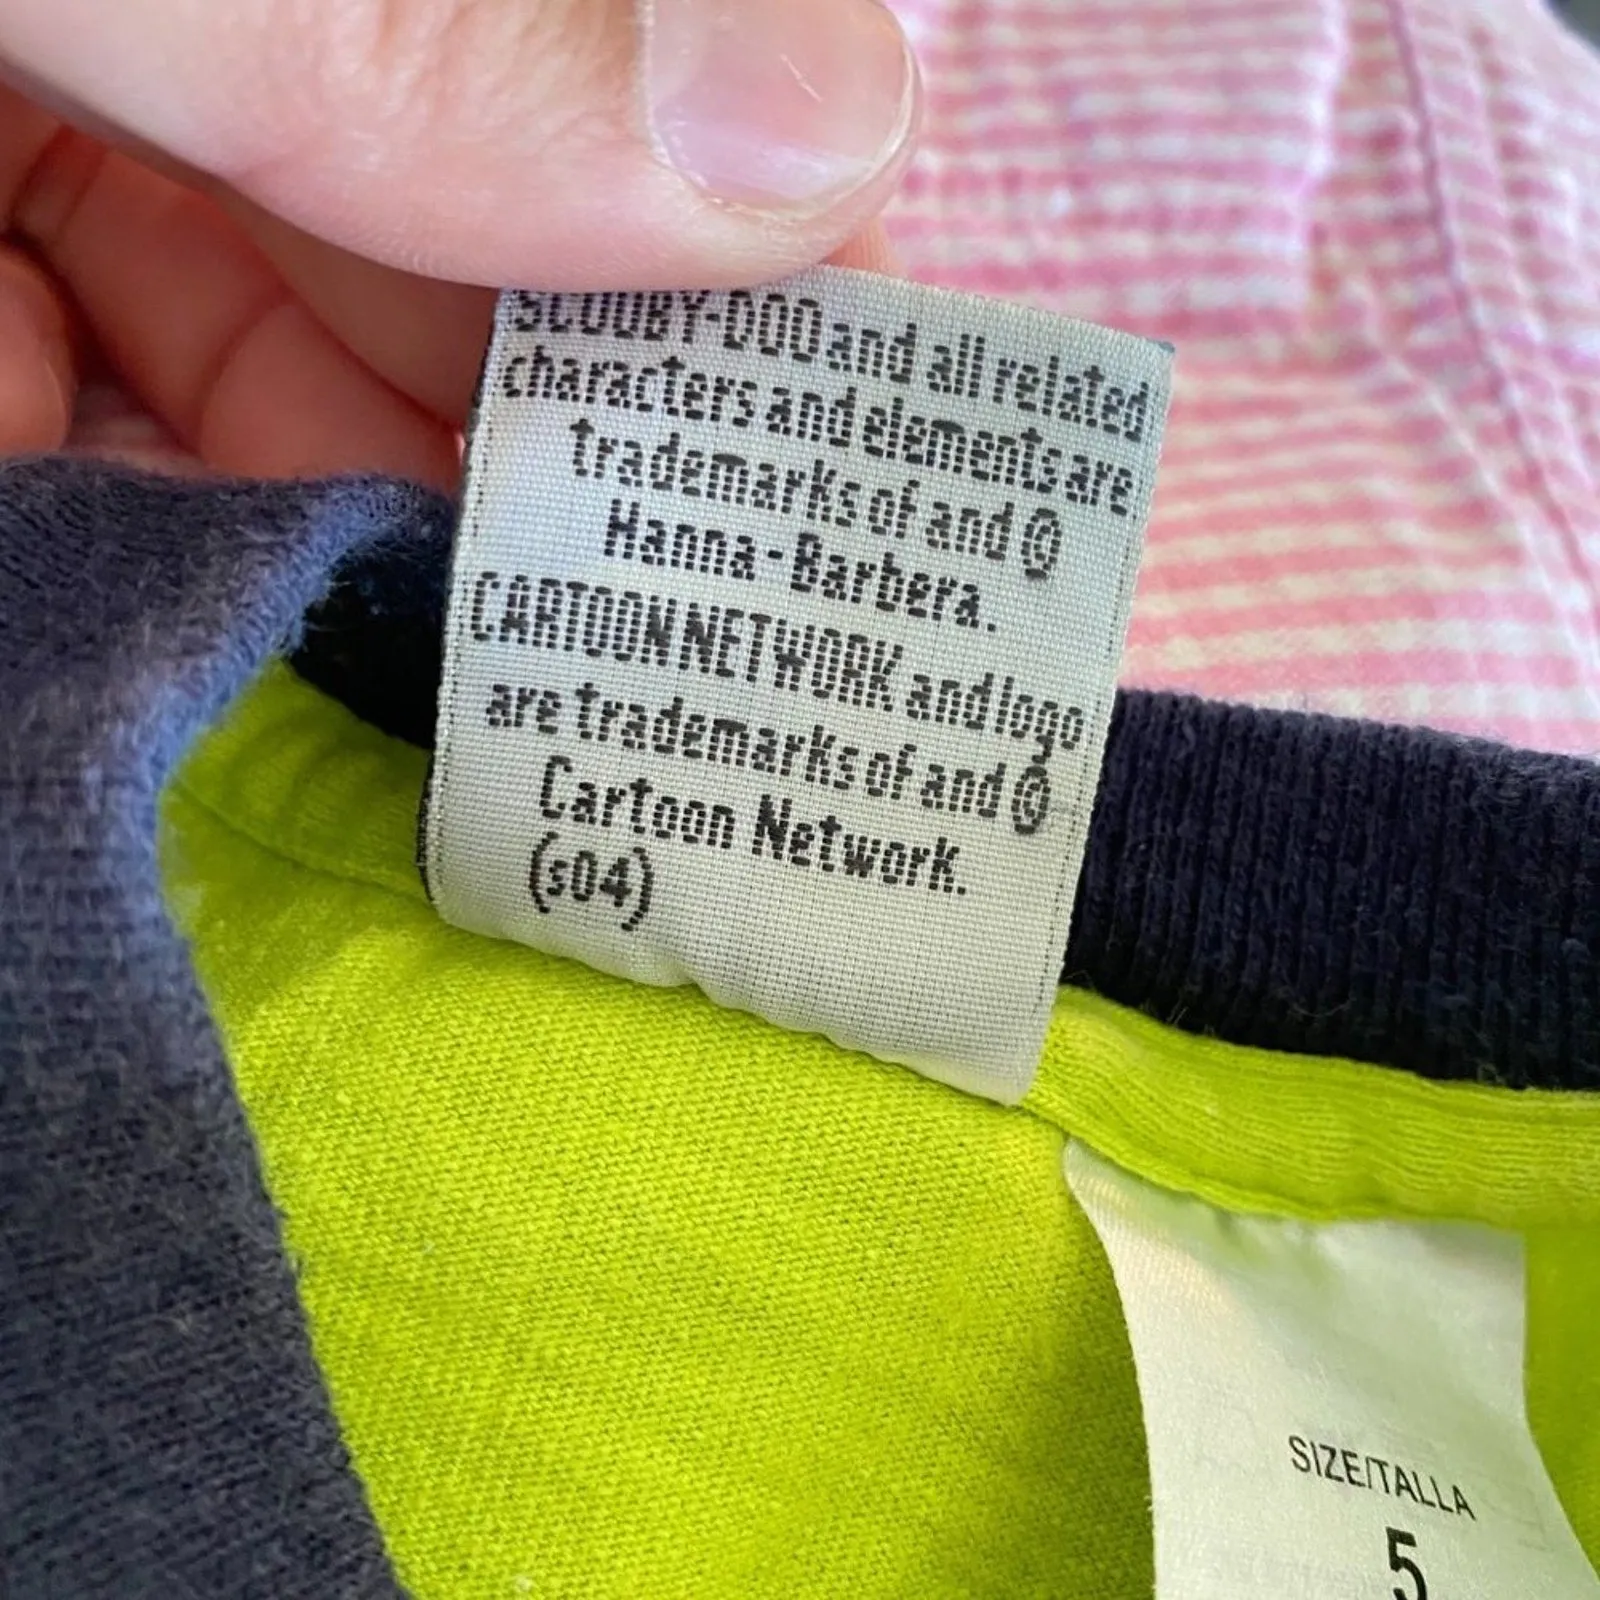 SCOOBY-DOO and all related
characters and elements are
trademarks of and ©
Hanna-Barbera.
CARTOON NETWORK and logo
are trademarks of and ©
Cartoon Network.
(s04)
SIZE/TALLA
5